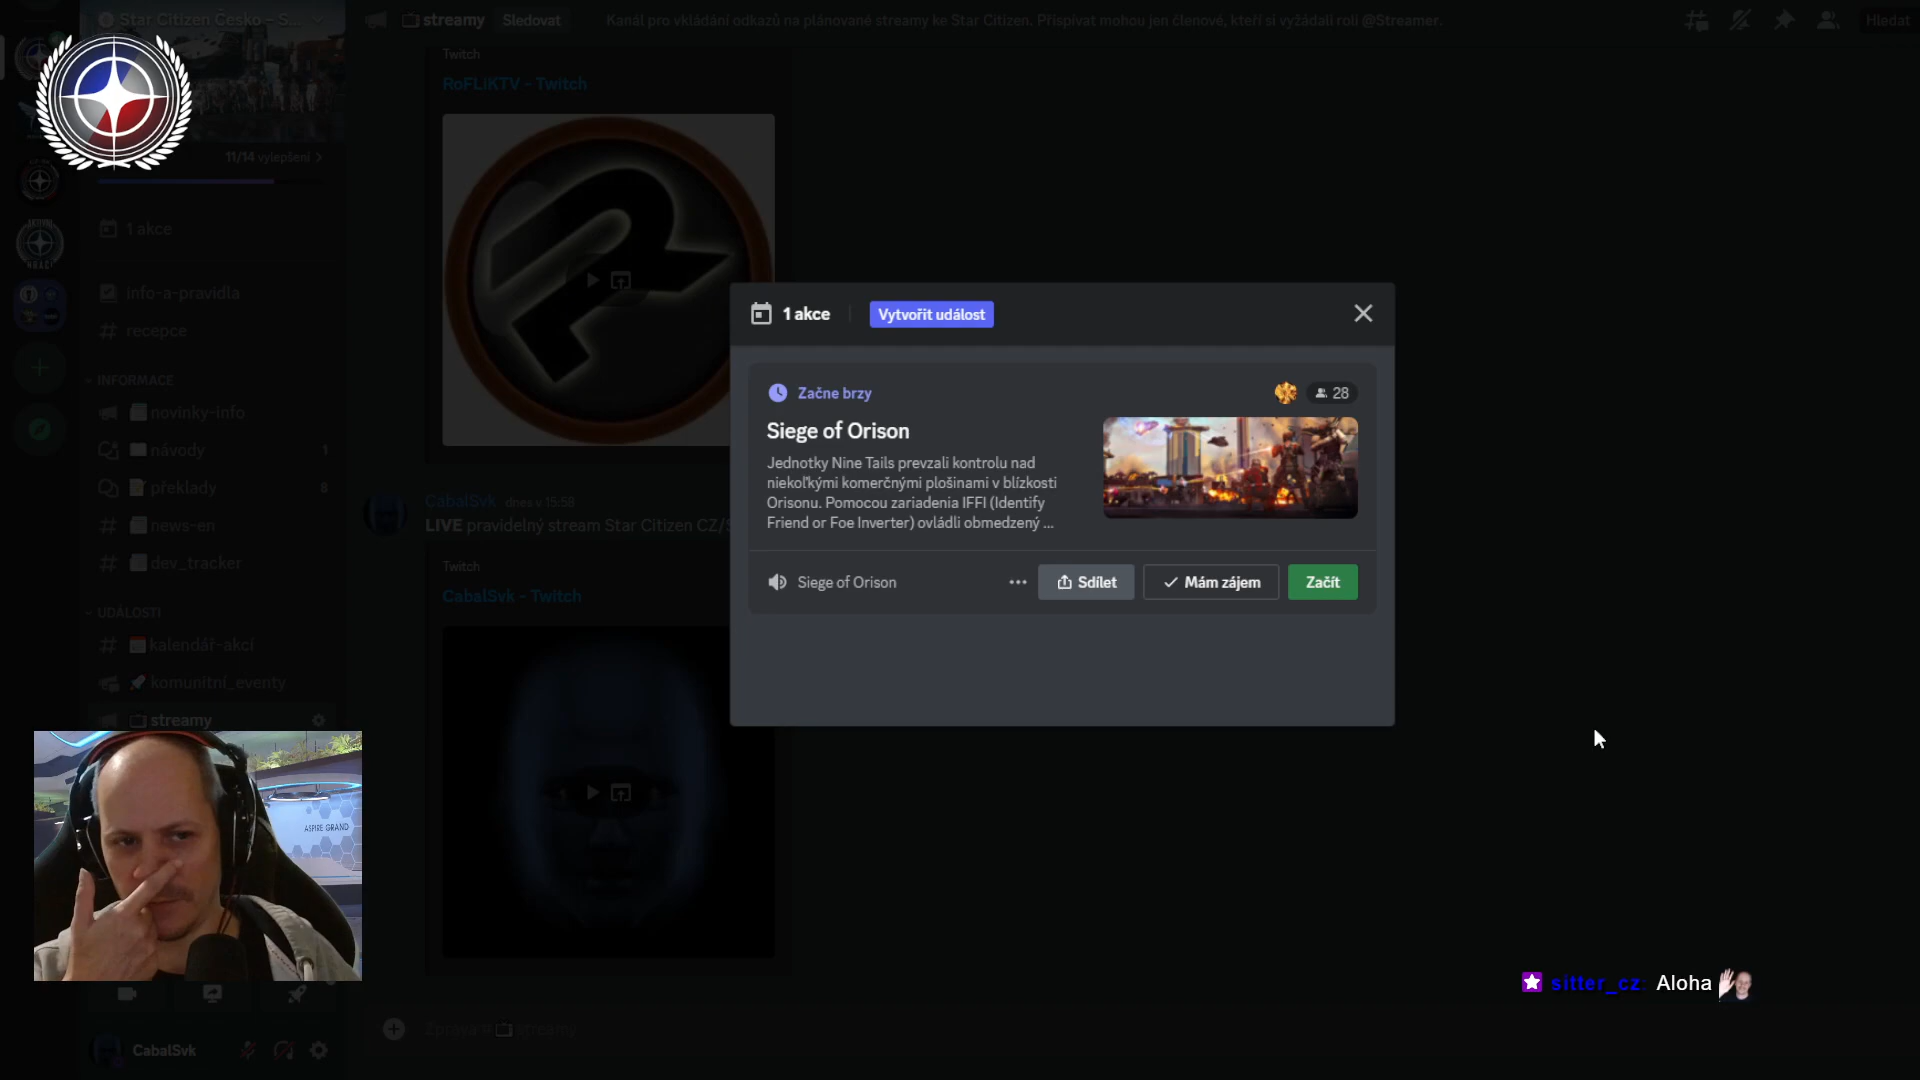 Star Citizen Česko – S...
streamy
Sledovat
Kanál pro vkládání odkazů na plánované streamy ke Star Citizen. Přispívat mohou jen členové, kteří si vyžádali roli @Streamer.
Hledat
11/14 vylepšení
1 akce
info-a-pravidla
recepce
INFORMACE
novinky-info
návody 1
překlady 8
news-en
dev_tracker
UDÁLOSTI
kalendář-akcí
komunitní_eventy
streamy
Twitch
RoFLiKTV - Twitch
CabalSvk dnes v 15:58
LIVE pravidelný stream Star Citizen CZ/S
Twitch
CabalSvk - Twitch
1 akce
Vytvořit událost
Začne brzy
28
Siege of Orison
Jednotky Nine Tails prevzali kontrolu nad
niekoľkými komerčnými plošinami v blízkosti
Orisonu. Pomocou zariadenia IFFI (Identify
Friend or Foe Inverter) ovládli obmedzený ...
Siege of Orison
Sdílet
Mám zájem
Začít
ASPIRE GRAND
sitter_cz: Aloha
CabalSvk
streamy